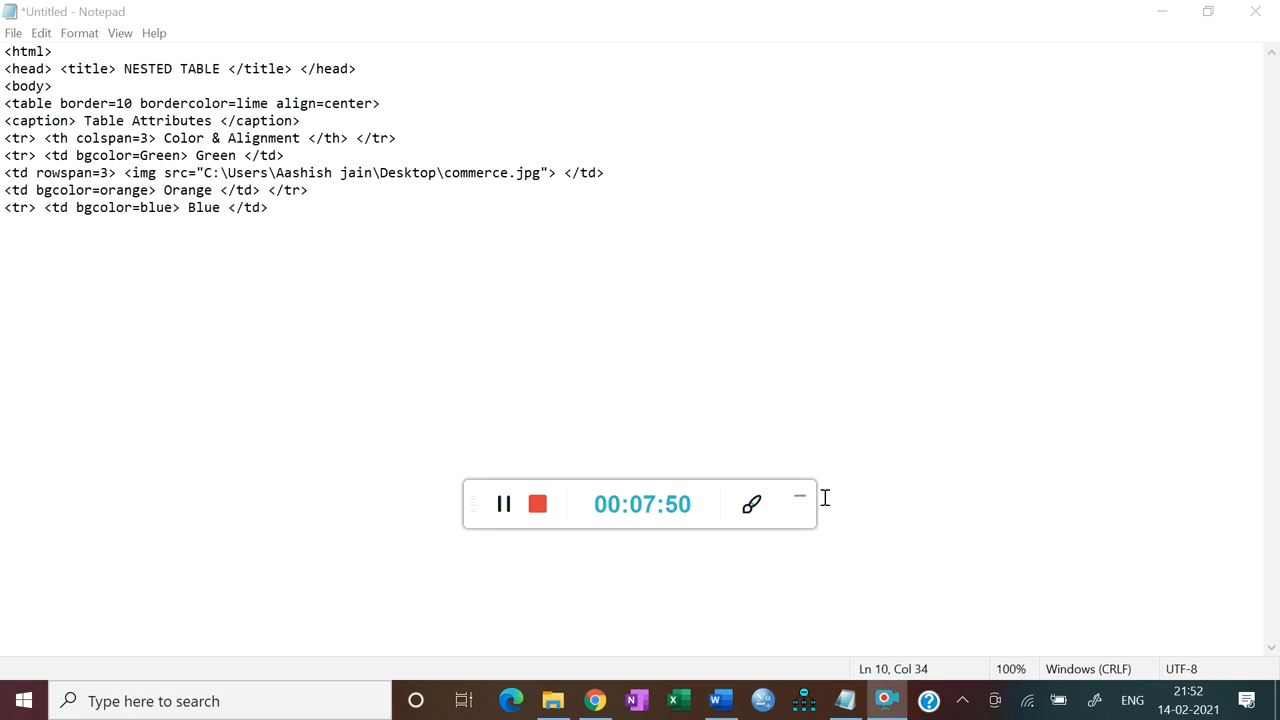 *Untitled - Notepad
File Edit Format View Help
<html>
<head> <title> NESTED TABLE </title> </head>
<body>
<table border=10 bordercolor=lime align=center>
<caption> Table Attributes </caption>
<tr> <th colspan=3> Color & Alignment </th> </tr>
<tr> <td bgcolor=Green> Green </td>
<td rowspan=3> <img src="C:\Users\Aashish jain\Desktop\commerce.jpg"> </td>
<td bgcolor=orange> Orange </td> </tr>
<tr> <td bgcolor=blue> Blue </td>
00:07:50
Ln 10, Col 34 100% Windows (CRLF) UTF-8
Type here to search
ENG
21:52
14-02-2021